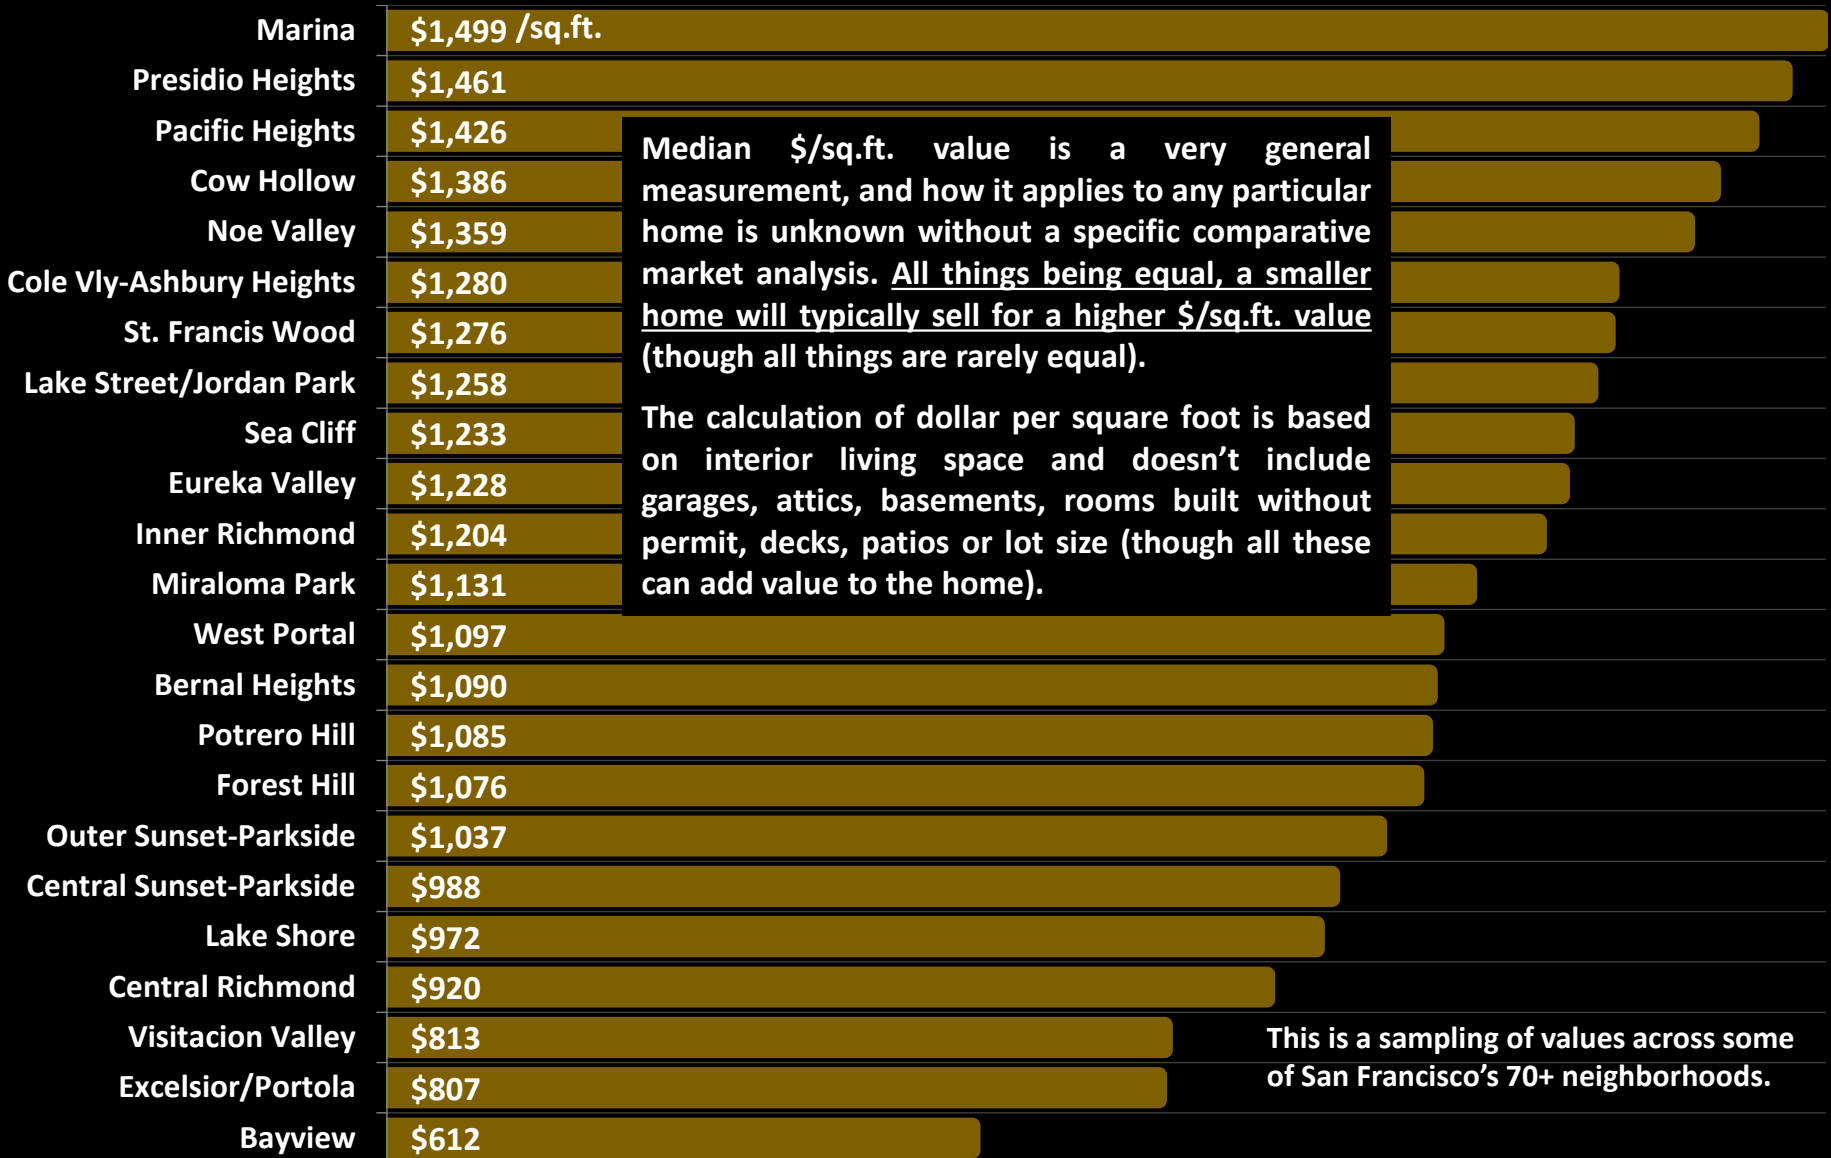 Marina $1,499 /sq.ft.
Presidio Heights $1,461
Pacific Heights $1,426
Cow Hollow $1,386
Noe Valley $1,359
Cole Vly-Ashbury Heights $1,280
St. Francis Wood $1,276
Lake Street/Jordan Park $1,258
Sea Cliff $1,233
Eureka Valley $1,228
Inner Richmond $1,204
Miraloma Park $1,131
West Portal $1,097
Bernal Heights $1,090
Potrero Hill $1,085
Forest Hill $1,076
Outer Sunset-Parkside $1,037
Central Sunset-Parkside $988
Lake Shore $972
Central Richmond $920
Visitacion Valley $813
Excelsior/Portola $807
Bayview $612
Median $/sq.ft. value is a very general
measurement, and how it applies to any particular
home is unknown without a specific comparative
market analysis. All things being equal, a smaller
home will typically sell for a higher $/sq.ft. value
(though all things are rarely equal).
The calculation of dollar per square foot is based
on interior living space and doesn’t include
garages, attics, basements, rooms built without
permit, decks, patios or lot size (though all these
can add value to the home).
This is a sampling of values across some
of San Francisco’s 70+ neighborhoods.